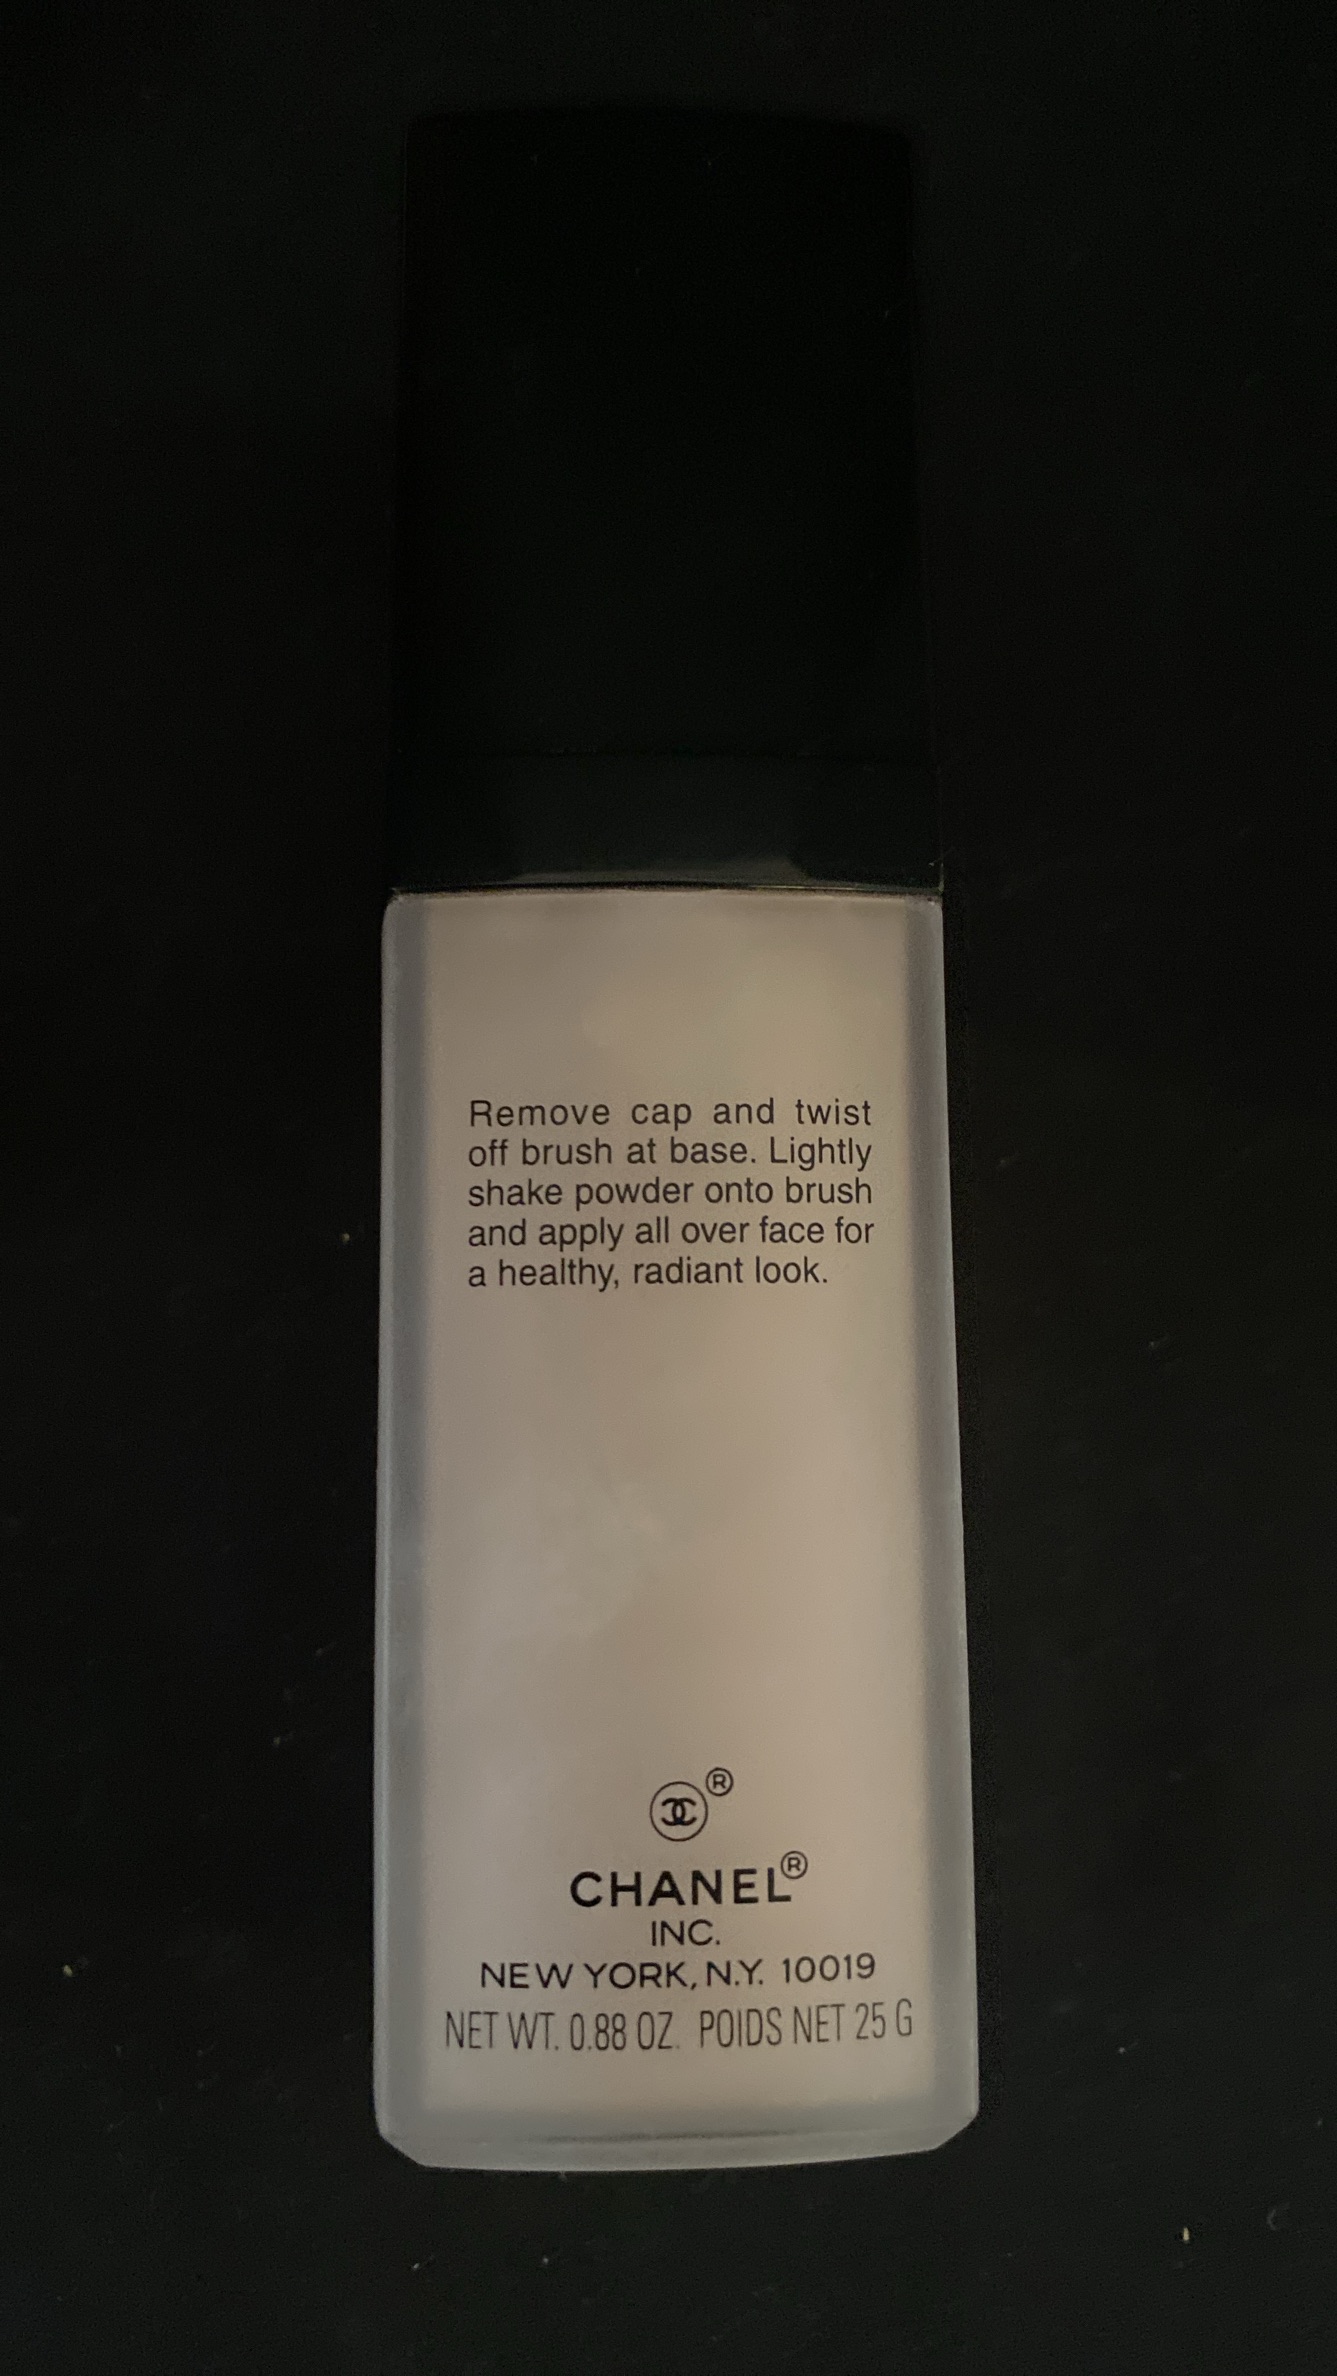 Remove cap and twist
off brush at base. Lightly
shake powder onto brush
and apply all over face for
a healthy, radiant look.
®
CHANEL®
INC.
NEW YORK, N.Y. 10019
NET WT. 0.88 OZ. POIDS NET 25 G